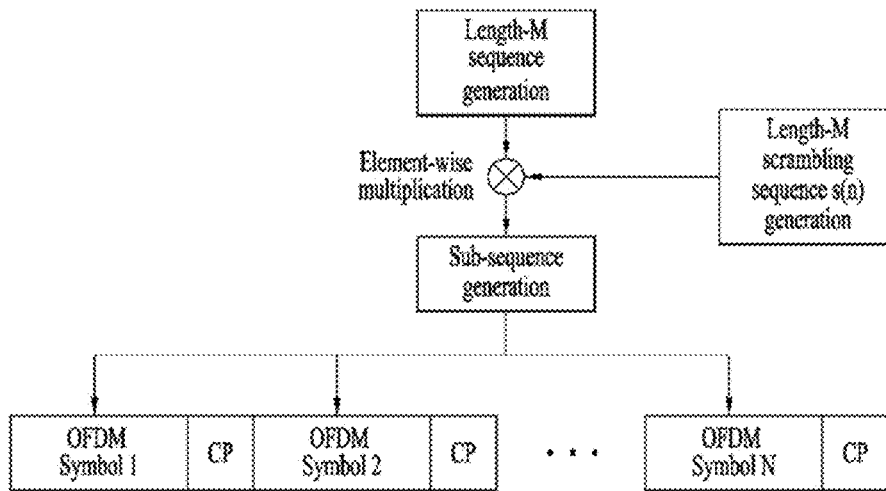 Length-M
sequence
generation
Element-wise
multiplication
Length-M
scrambling
sequence s(n)
generation
Sub-sequence
generation
OFDM
Symbol 1
CP
OFDM
Symbol 2
CP
OFDM
Symbol N
CP